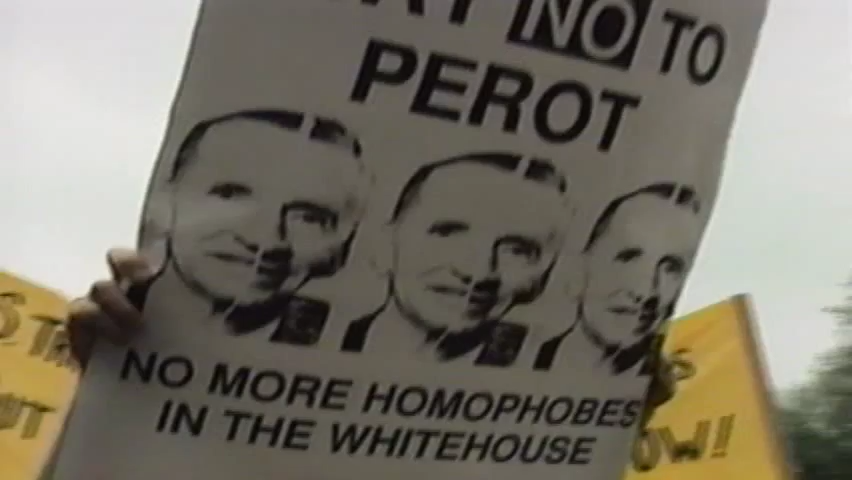 NO TO
PEROT
NO MORE HOMOPHOBES
IN THE WHITEHOUSE